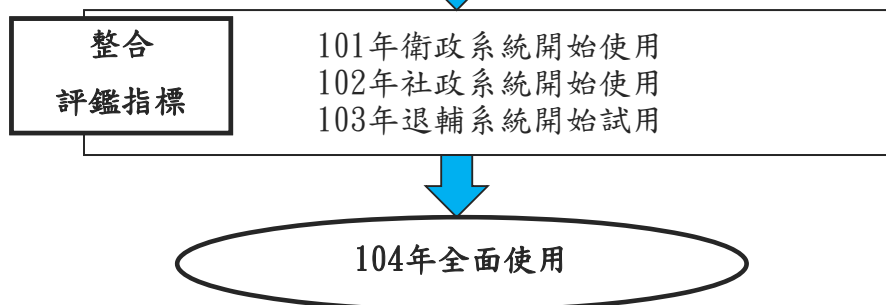 整合
評鑑指標
101年衛政系統開始使用
102年社政系統開始使用
103年退輔系統開始試用
104年全面使用